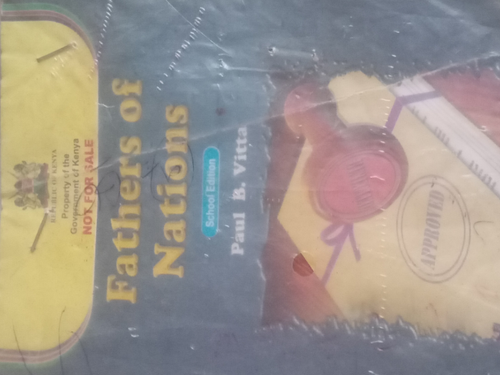 REPUBLIC OF KENYA
Property of the
Government of Kenya
NOT FOR SALE
Fathers of
Nations
School Edition
Paul B. Vitta
APPROVED